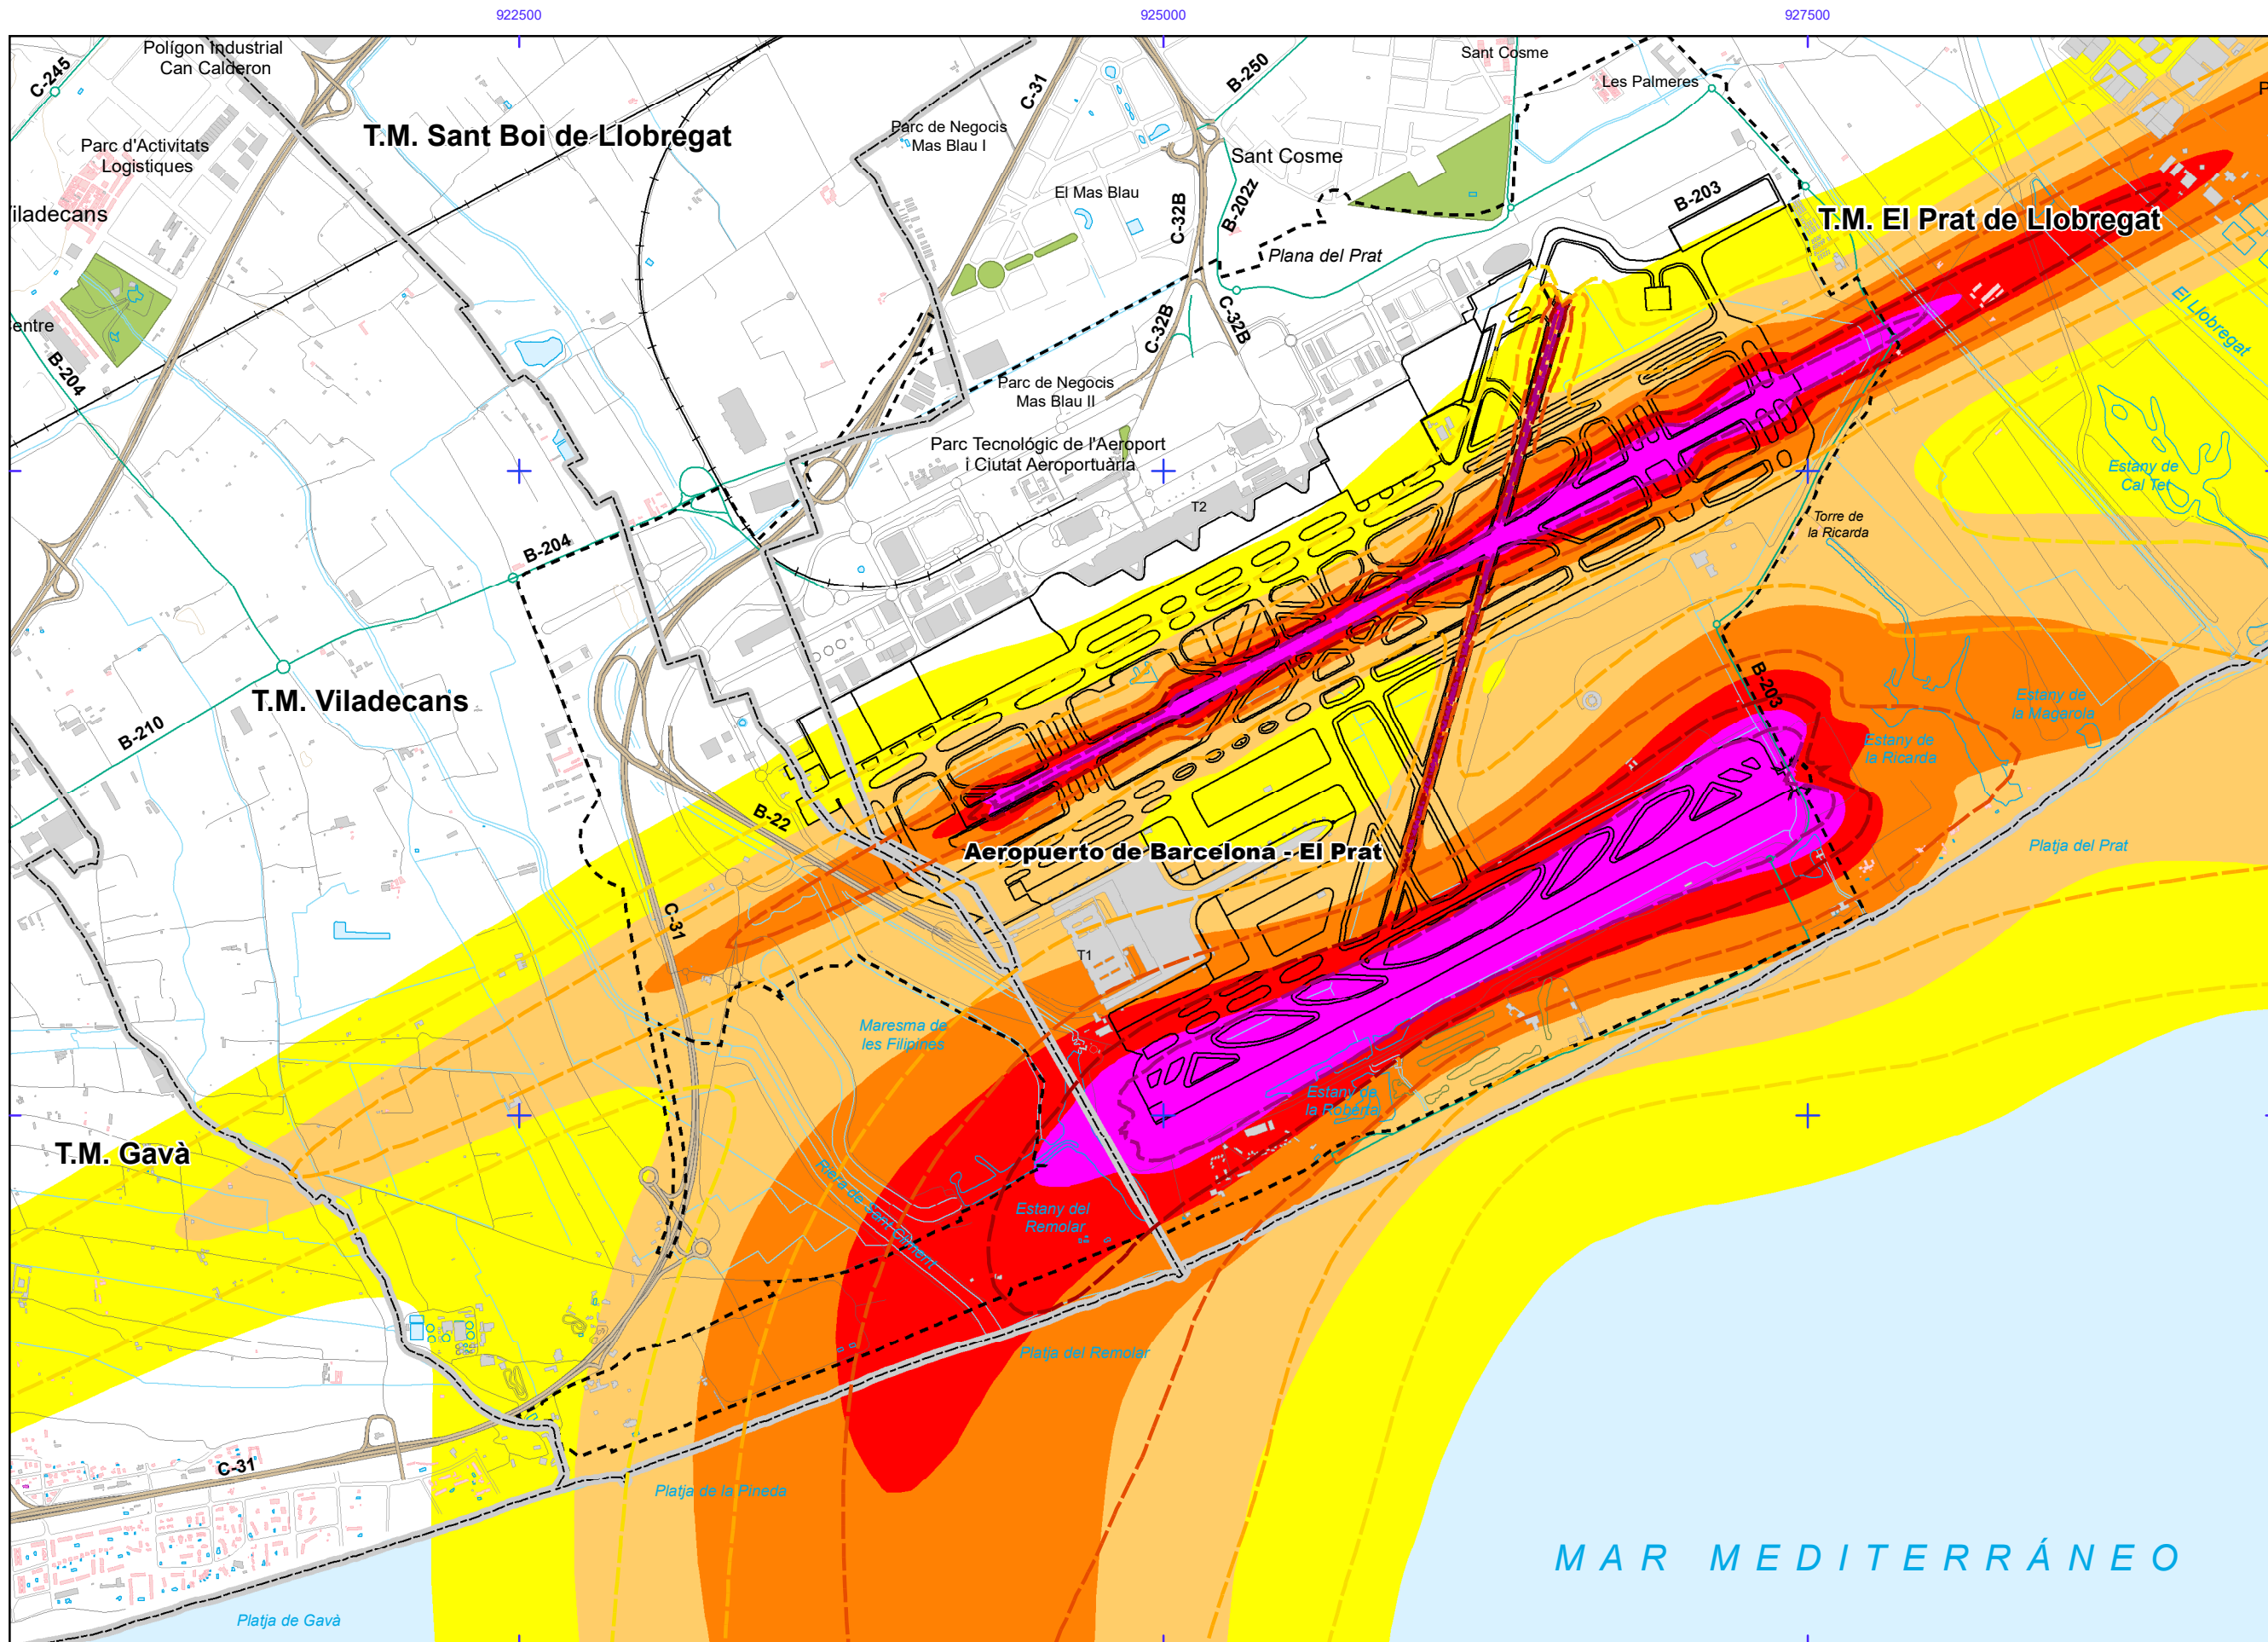 922500
925000
927500
Polígon Industrial
Can Calderon
C-245
T.M. Sant Boi de Llobregat
Parc d'Activitats
Logistiques
iladecans
entre
B-204
C-31
B-250
Parc de Negocis
Mas Blau I
El Mas Blau
Sant Cosme
Les Palmeres
Sant Cosme
C-32B
B-202z
Plana del Prat
B-203
T.M. El Prat de Llobregat
P
El Llobregat
C-32B
C-32B
Parc de Negocis
Mas Blau II
Parc Tecnológic de l'Aeroport
i Ciutat Aeroportuària
T2
Estany de
Cal Tet
Torre de
la Ricarda
B-204
T.M. Viladecans
B-210
B-203
Estany de
la Magarola
Estany de
la Ricarda
B-22
Aeropuerto de Barcelona - El Prat
Platja del Prat
C-31
T1
Maresma de
les Filipines
Estany de
la Roberta
T.M. Gavà
Riera de Sant Climent
Estany del
Remolar
Platja del Remolar
C-31
Platja de la Pineda
MAR MEDITERRÁNEO
Platja de Gavà